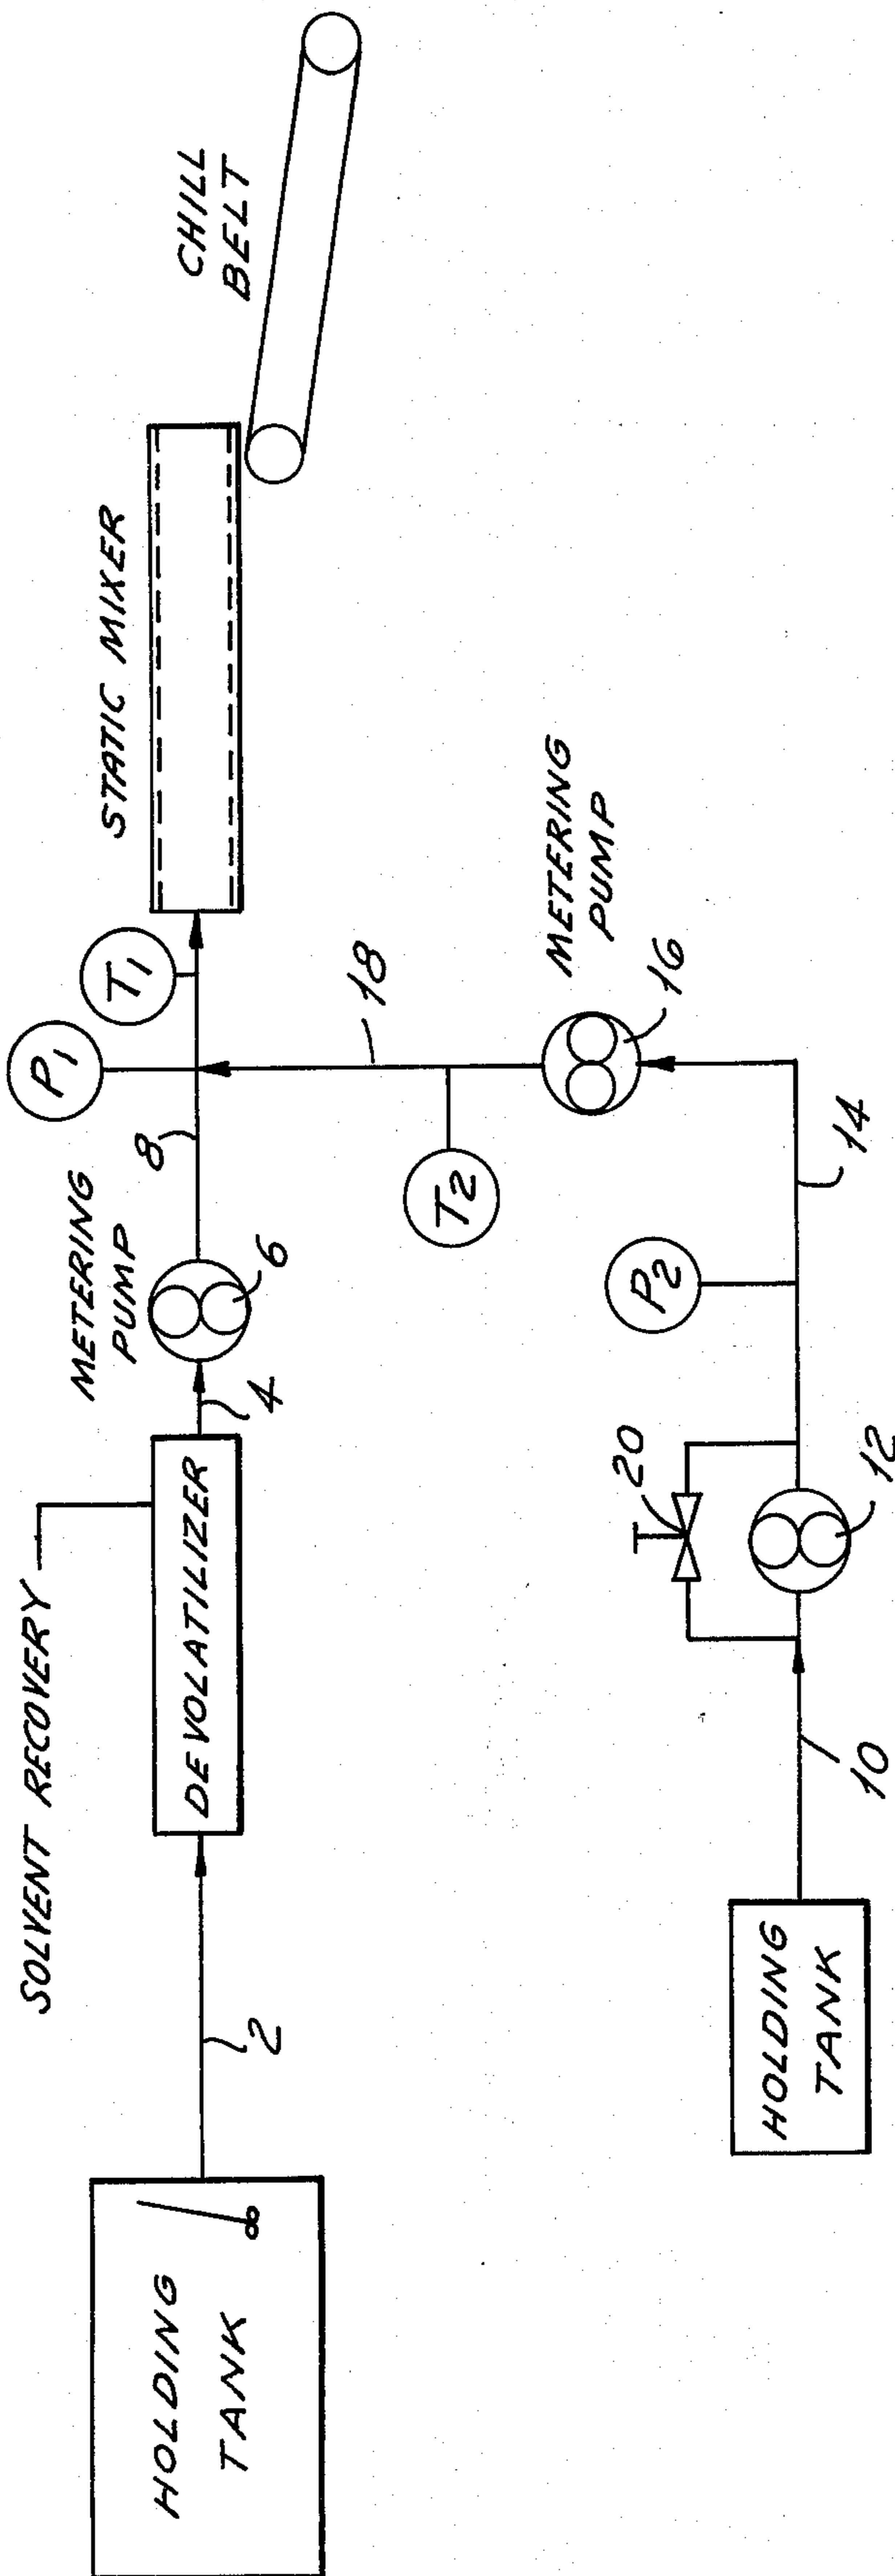 SOLVENT RECOVERY
HOLDING
TANK
2
DEVOLATILIZER
4
METERING
PUMP
6
8
P1
T1
STATIC MIXER
CHILL
BELT
HOLDING
TANK
10
20
12
P2
14
T2
METERING
PUMP
16
18